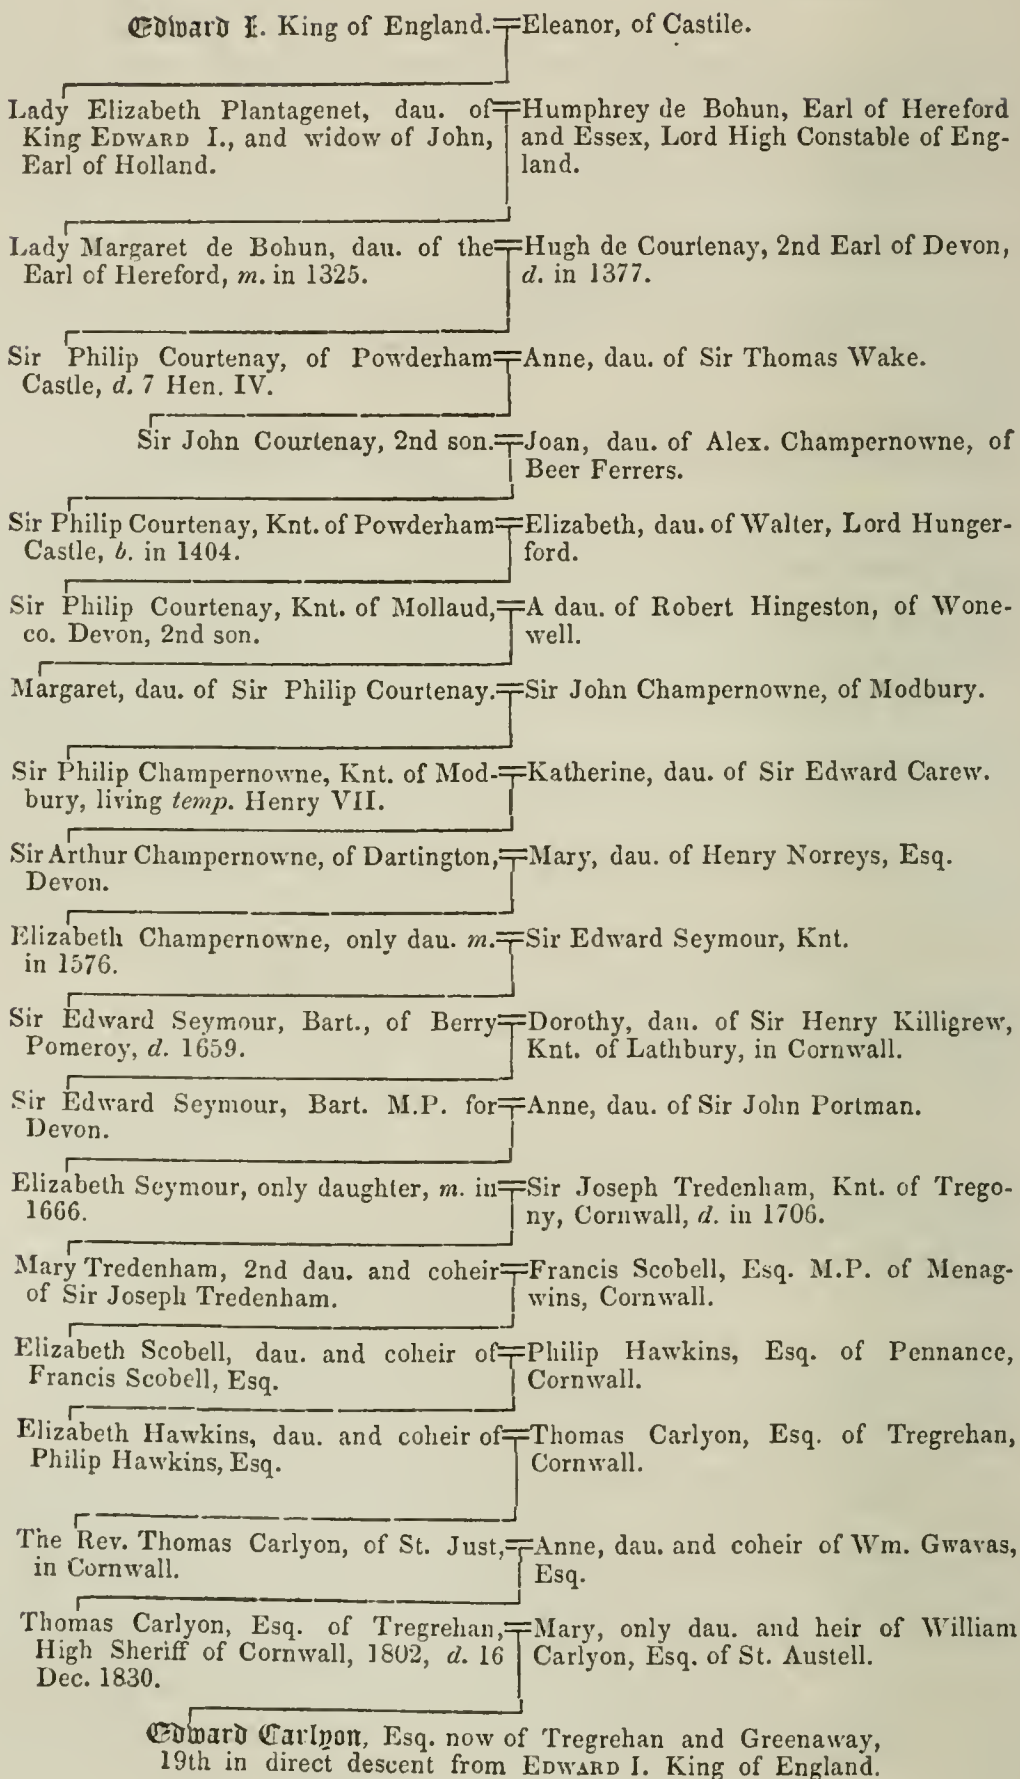 Edward I. King of England.=Eleanor, of Castile.
Lady Elizabeth Plantagenet, dau. of
King EDWARD I., and widow of John,
Earl of Holland.
=Humphrey de Bohun, Earl of Hereford
and Essex, Lord High Constable of Eng-
land.
Lady Margaret de Bohun, dau. of the
Earl of Hereford, m. in 1325.
=Hugh de Courtenay, 2nd Earl of Devon,
d. in 1377.
Sir Philip Courtenay, of Powderham
Castle, d. 7 Hen. IV.
=Anne, dau. of Sir Thomas Wake.
Sir John Courtenay, 2nd son.
=Joan, dau. of Alex. Champernowne, of
Beer Ferrers.
Sir Philip Courtenay, Knt. of Powderham
Castle, b. in 1404.
=Elizabeth, dau. of Walter, Lord Hunger-
ford.
Sir Philip Courtenay, Knt. of Mollaud,
co. Devon, 2nd son.
=A dau. of Robert Hingeston, of Wone-
well.
Margaret, dau. of Sir Philip Courtenay.
=Sir John Champernowne, of Modbury.
Sir Philip Champernowne, Knt. of Mod-
bury, living temp. Henry VII.
=Katherine, dau. of Sir Edward Carew.
Sir Arthur Champernowne, of Dartington,
Devon.
=Mary, dau. of Henry Norreys, Esq.
Elizabeth Champernowne, only dau. m.
in 1576.
=Sir Edward Seymour, Knt.
Sir Edward Seymour, Bart., of Berry
Pomeroy, d. 1659.
=Dorothy, dau. of Sir Henry Killigrew,
Knt. of Lathbury, in Cornwall.
Sir Edward Seymour, Bart. M.P. for
Devon.
=Anne, dau. of Sir John Portman.
Elizabeth Seymour, only daughter, m. in
1666.
=Sir Joseph Tredenham, Knt. of Trego-
ny, Cornwall, d. in 1706.
Mary Tredenham, 2nd dau. and coheir
of Sir Joseph Tredenham.
=Francis Scobell, Esq. M.P. of Menag-
wins, Cornwall.
Elizabeth Scobell, dau. and coheir of
Francis Scobell, Esq.
=Philip Hawkins, Esq. of Pennance,
Cornwall.
Elizabeth Hawkins, dau. and coheir of
Philip Hawkins, Esq.
=Thomas Carlyon, Esq. of Tregrehan,
Cornwall.
The Rev. Thomas Carlyon, of St. Just,
in Cornwall.
=Anne, dau. and coheir of Wm. Gwavas,
Esq.
Thomas Carlyon, Esq. of Tregrehan,
High Sheriff of Cornwall, 1802, d. 16
Dec. 1830.
=Mary, only dau. and heir of William
Carlyon, Esq. of St. Austell.
Edward Carlyon, Esq. now of Tregrehan and Greenaway,
19th in direct descent from EDWARD I. King of England.